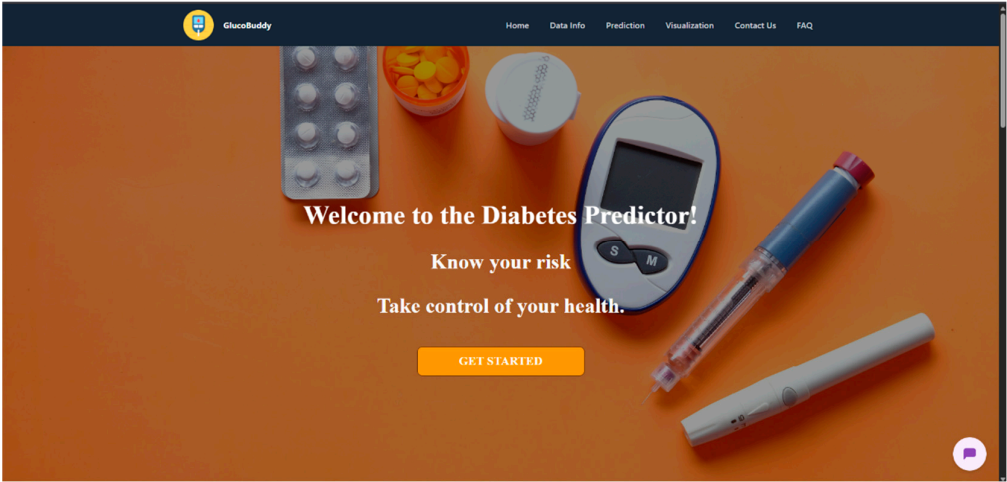 GlucoBuddy
Home Data Info Prediction Visualization Contact Us FAQ
Welcome to the Diabetes Predictor!
S M
Know your risk
Take control of your health.
GET STARTED